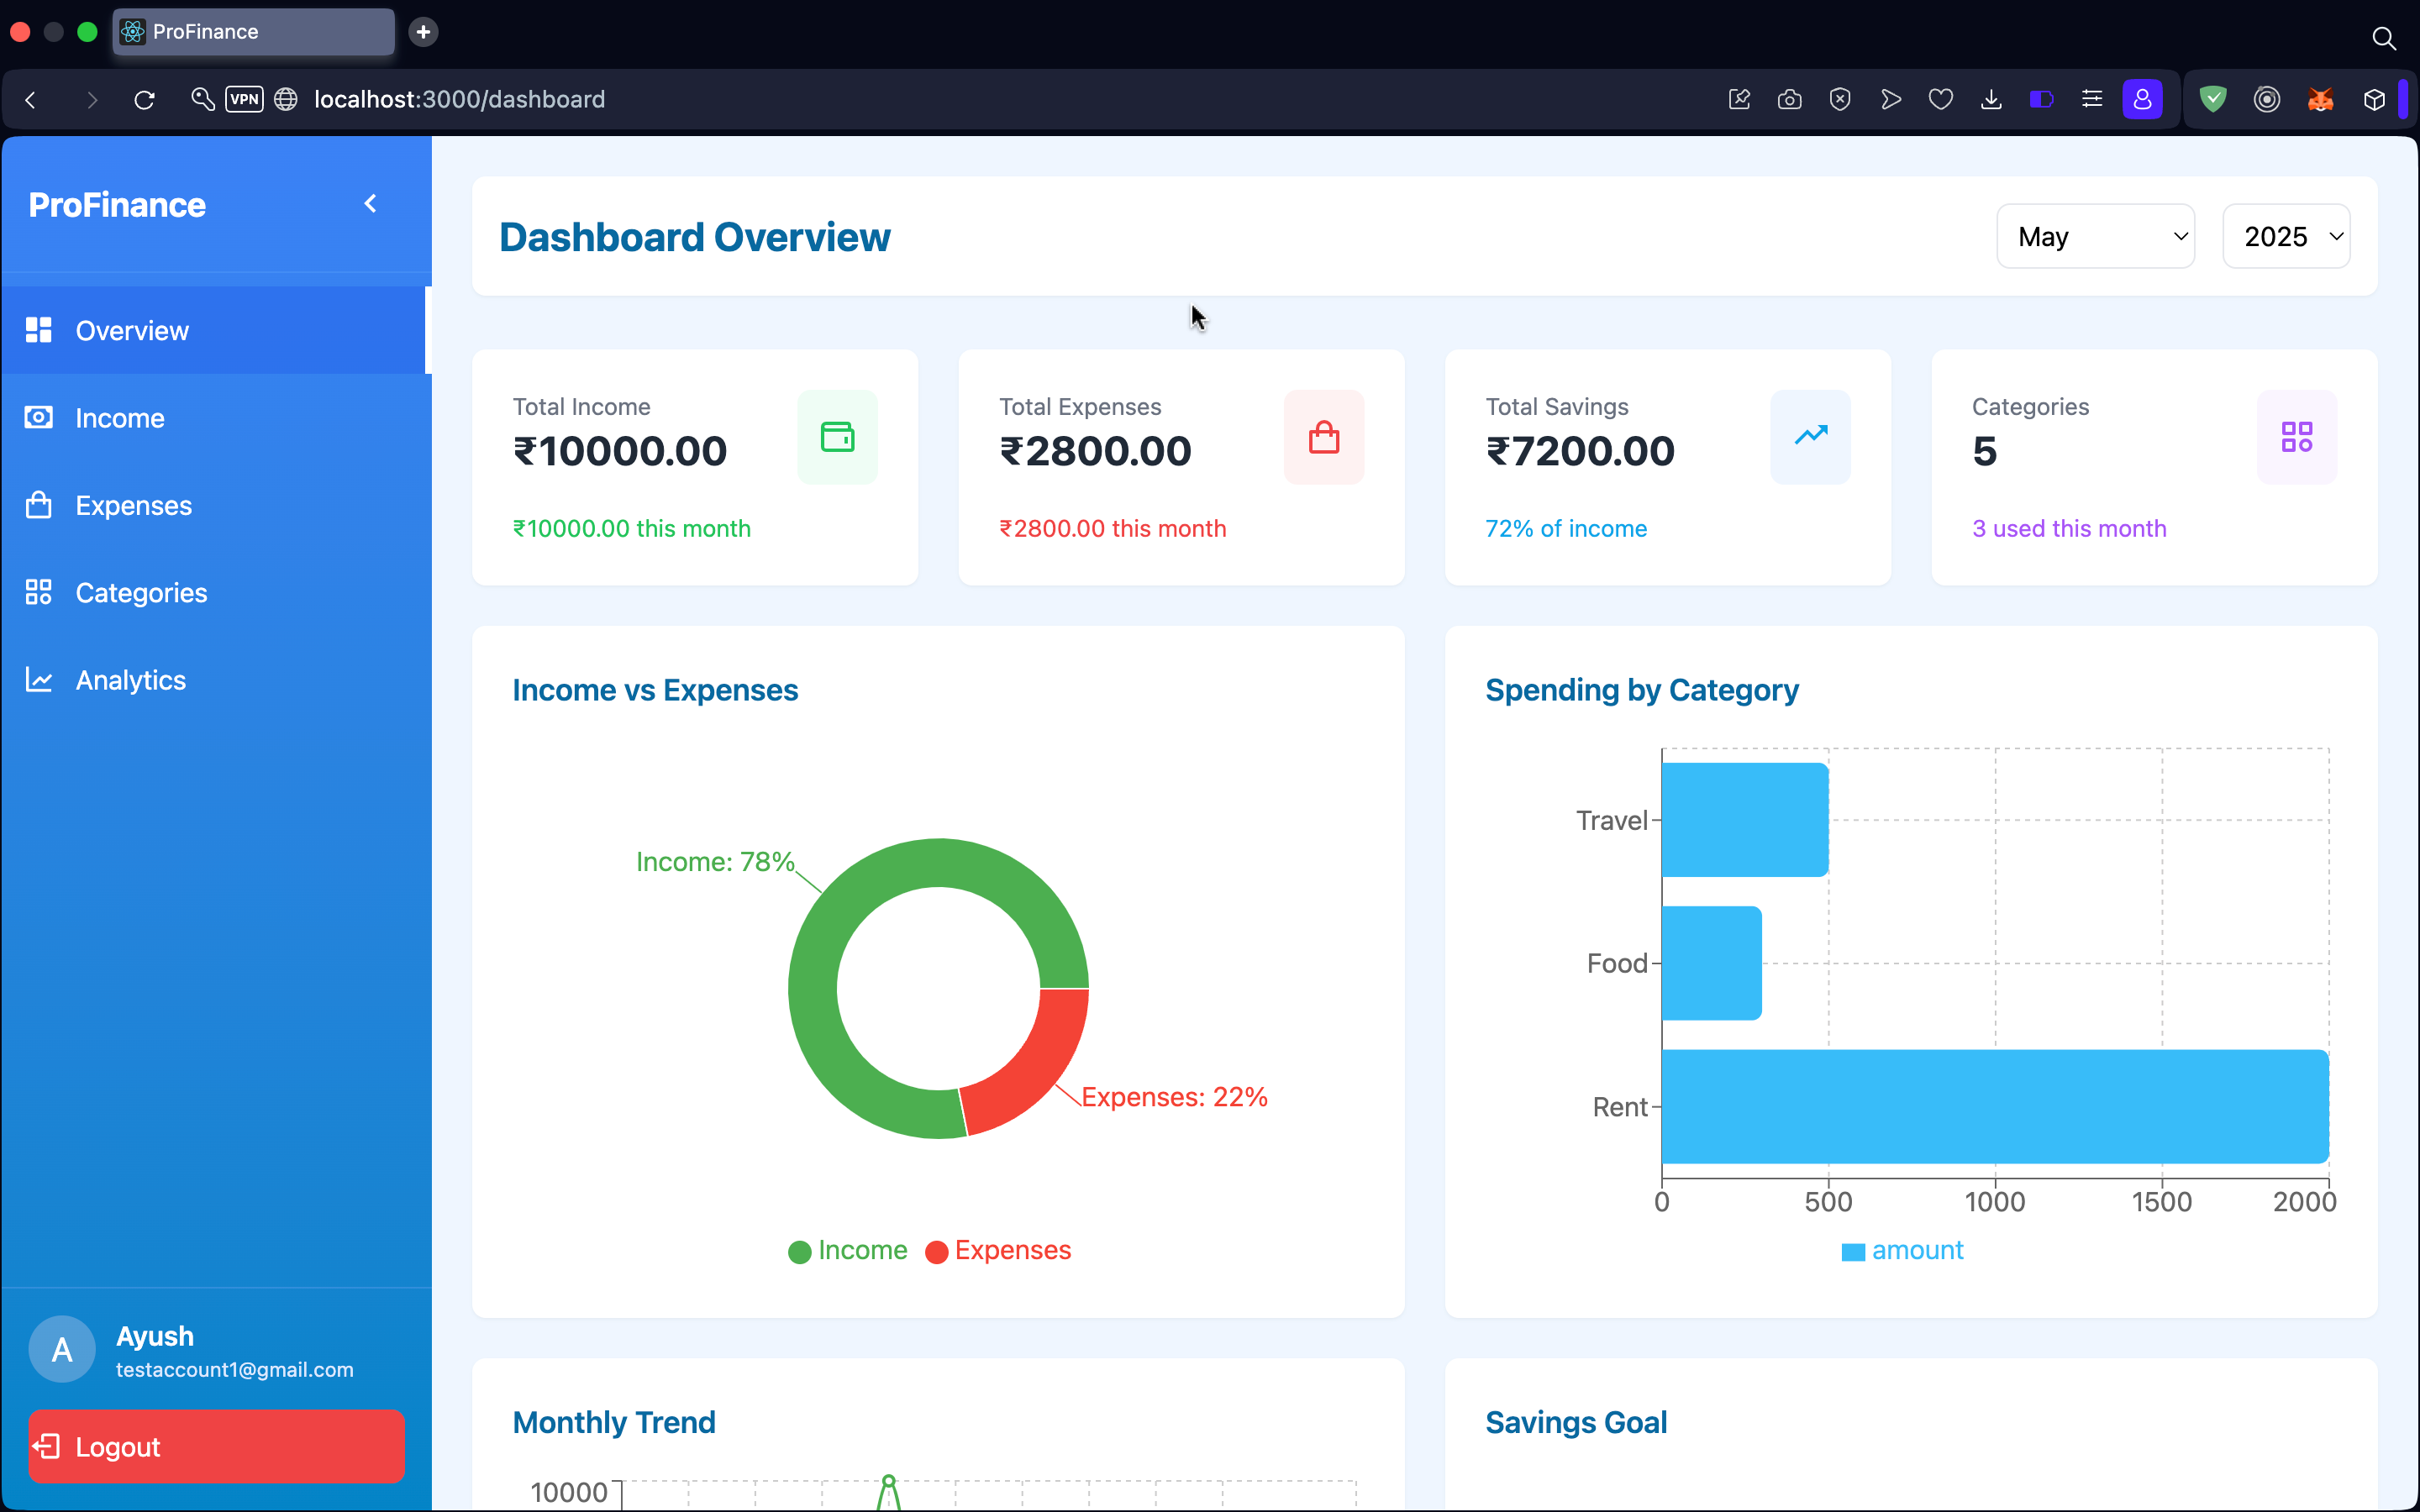 ProFinance
VPN
localhost:3000/dashboard
ProFinance
Overview
Income
Expenses
Categories
Analytics
A
Ayush
testaccount1@gmail.com
Logout
Dashboard Overview
May
2025
Total Income
₹10000.00
₹10000.00 this month
Total Expenses
₹2800.00
₹2800.00 this month
Total Savings
₹7200.00
72% of income
Categories
5
3 used this month
Income vs Expenses
Income: 78%
Expenses: 22%
Income
Expenses
Spending by Category
Travel
Food
Rent
0 500 1000 1500 2000
amount
Monthly Trend
10000
Savings Goal